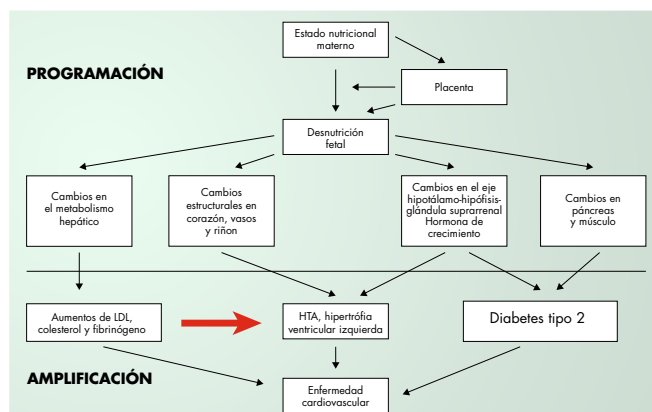 Estado nutricional
materno
PROGRAMACIÓN
Placenta
Desnutrición
fetal
Cambios en
el metabolismo
hepático
Cambios
estructurales en
corazón, vasos
y riñon
Cambios en el eje
hipotálamo-hipófisis-
glándula suprarrenal
Hormona de
crecimiento
Cambios en
páncreas
y músculo
Aumentos de LDL,
colesterol y fibrinógeno
HTA, hipertrófia
ventricular izquierda
Diabetes tipo 2
AMPLIFICACIÓN
Enfermedad
cardiovascular